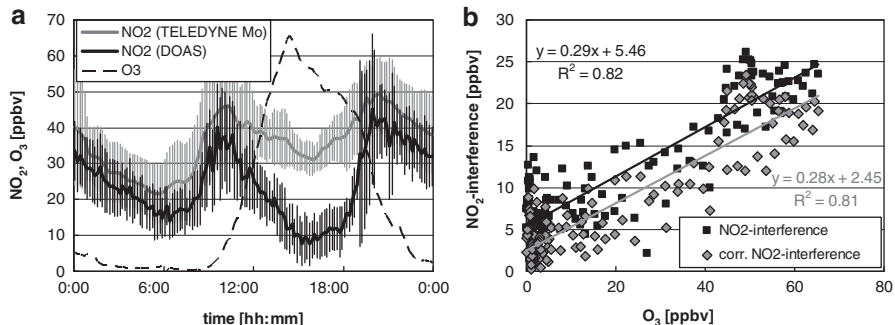 a
NO2 (TELEDYNE Mo)
NO2 (DOAS)
O3
NO₂, O₃ [ppbv]
70
60
50
40
30
20
10
0
0:00 6:00 12:00 18:00 0:00
time [hh:mm]
b
NO₂-interference [ppbv]
30
25
20
15
10
5
0
y = 0.29x + 5.46
R² = 0.82
y = 0.28x + 2.45
R² = 0.81
NO2-interference
corr. NO2-interference
0 20 40 60 80
O₃ [ppbv]